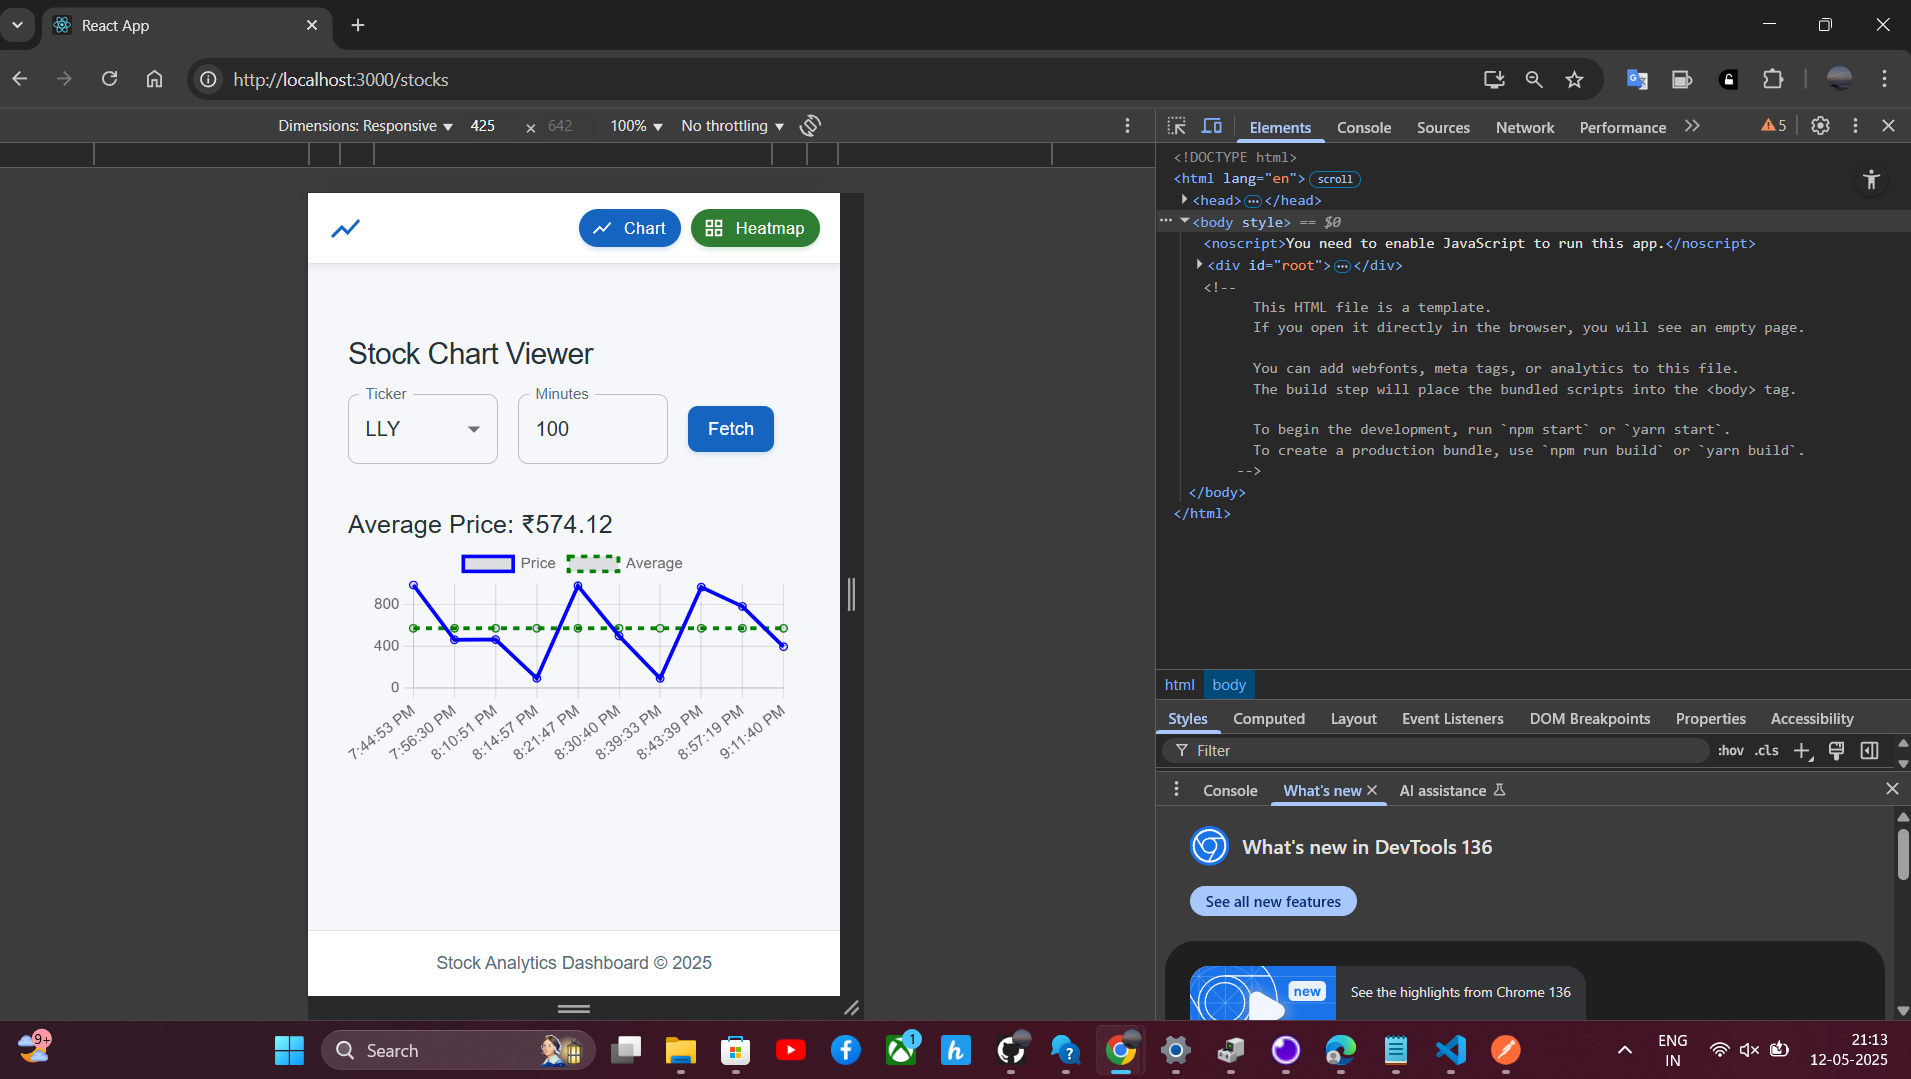 React App
http://localhost:3000/stocks
Dimensions: Responsive 425 × 642 100% No throttling
Elements Console Sources Network Performance 5
Chart Heatmap
Stock Chart Viewer
Ticker Minutes
LLY 100 Fetch
Average Price: ₹574.12
Price Average
800
400
0
7:44:53 PM 7:56:30 PM 8:10:51 PM 8:14:57 PM 8:21:47 PM 8:30:40 PM 8:39:33 PM 8:43:39 PM 8:57:19 PM 9:11:40 PM
Stock Analytics Dashboard © 2025
<!DOCTYPE html>
<html lang="en"> scroll
<head> … </head>
<body style> == $0
<noscript>You need to enable JavaScript to run this app.</noscript>
<div id="root"> … </div>
<!--
This HTML file is a template.
If you open it directly in the browser, you will see an empty page.
You can add webfonts, meta tags, or analytics to this file.
The build step will place the bundled scripts into the <body> tag.
To begin the development, run `npm start` or `yarn start`.
To create a production bundle, use `npm run build` or `yarn build`.
-->
</body>
</html>
html body
Styles Computed Layout Event Listeners DOM Breakpoints Properties Accessibility
Filter :hov .cls
Console What's new AI assistance
What's new in DevTools 136
See all new features
new See the highlights from Chrome 136
9+ Search 1 ENG 21:13
IN 12-05-2025